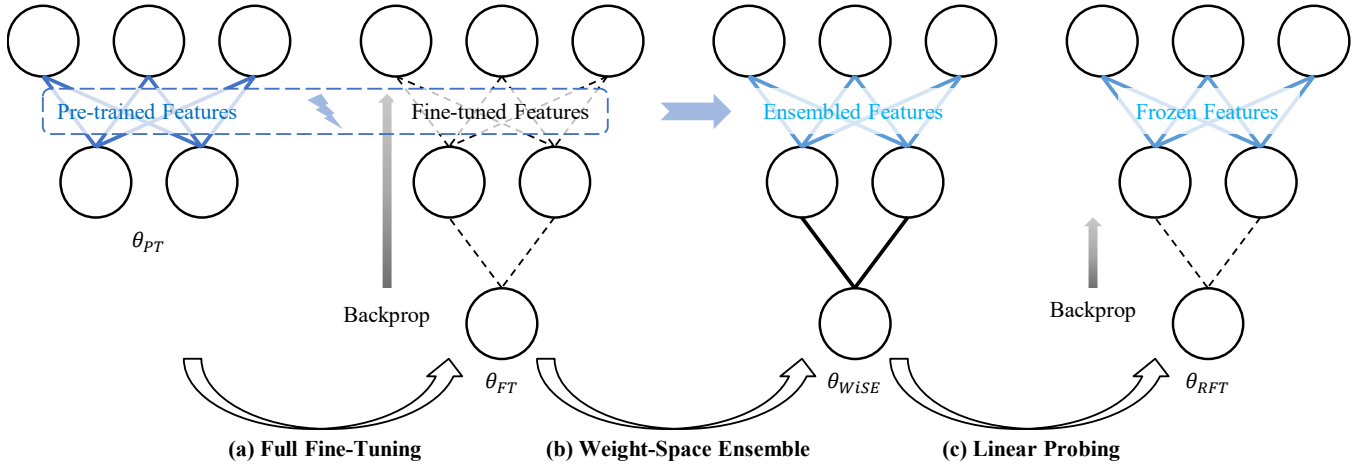 Pre-trained Features
Fine-tuned Features
Ensembled Features
Frozen Features
θ_PT
Backprop
Backprop
θ_FT
θ_WiSE
θ_RFT
(a) Full Fine-Tuning
(b) Weight-Space Ensemble
(c) Linear Probing